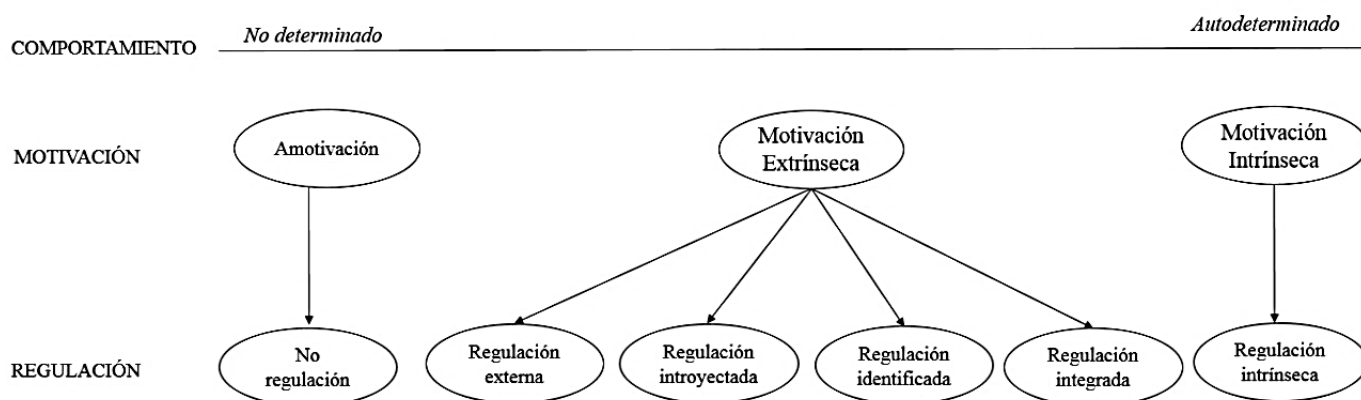 No determinado
Autodeterminado
COMPORTAMIENTO
MOTIVACIÓN
Amotivación
Motivación
Extrínseca
Motivación
Intrínseca
REGULACIÓN
No
regulación
Regulación
externa
Regulación
introyectada
Regulación
identificada
Regulación
integrada
Regulación
intrínseca